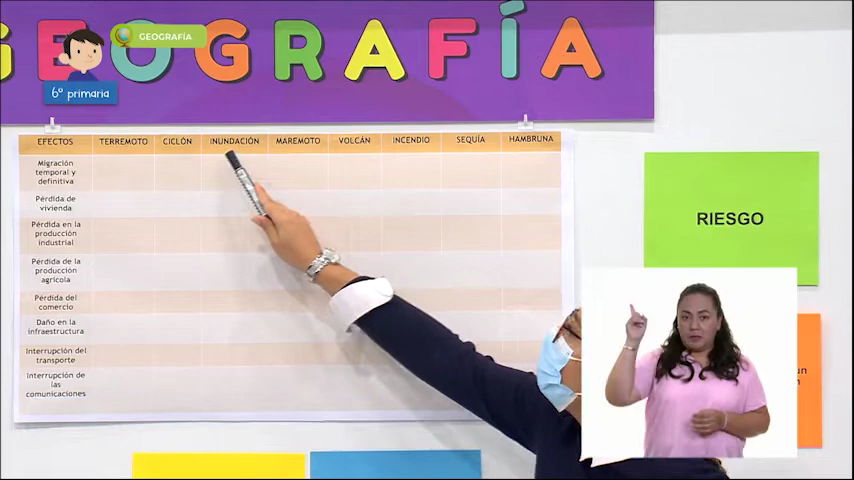 GEOGRAFÍA
GEOGRAFÍA
6º primaria
EFECTOS TERREMOTO CICLÓN INUNDACIÓN MAREMOTO VOLCÁN INCENDIO SEQUÍA HAMBRUNA
Migración
temporal y
definitiva
Pérdida de
vivienda
Pérdida en la
producción
industrial
Pérdida de la
producción
agrícola
Pérdida del
comercio
Daño en la
infraestructura
Interrupción del
transporte
Interrupción de
las
comunicaciones
RIESGO